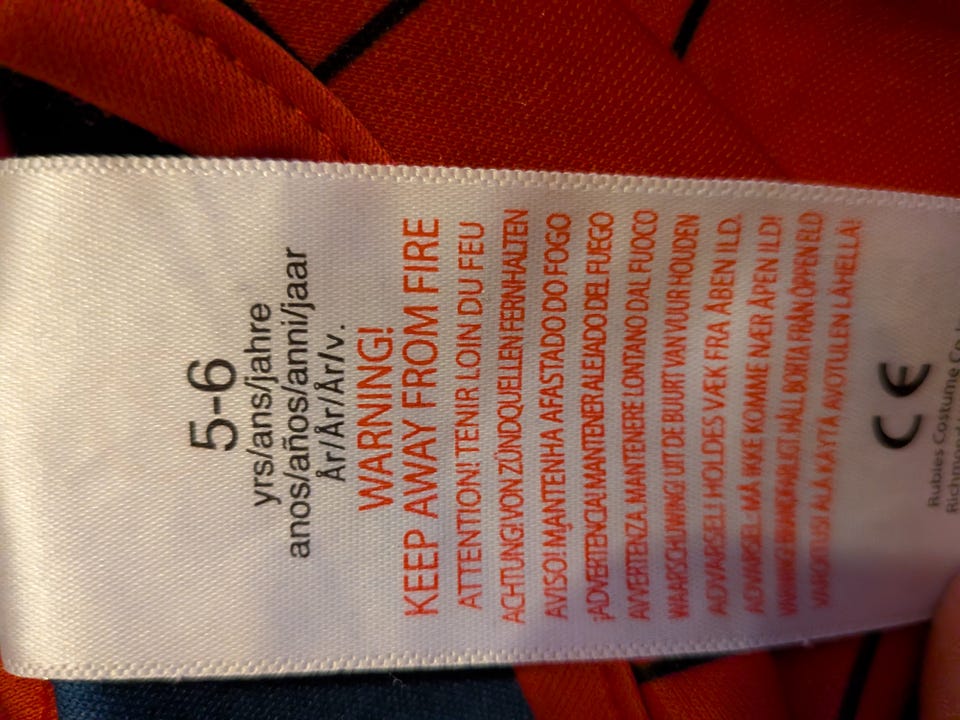 5-6
yrs/ans/jahre
anos/años/anni/jaar
År/År/År/v.
WARNING!
KEEP AWAY FROM FIRE
ATTENTION! TENIR LOIN DU FEU
ACHTUNG! VON ZÜNDQUELLEN FERNHALTEN
AVISO! MANTENHA AFASTADO DO FOGO
¡ADVERTENCIA! MANTENER ALEJADO DEL FUEGO
AVVERTENZA MANTENERE LONTANO DAL FUOCO
WAARSCHUWING! UIT DE BUURT VAN VUUR HOUDEN
ADVARSEL! HOLDES VÆK FRA ÅBEN ILD.
ADVARSEL. MÅ IKKE KOMME NÆR ÅPEN ILD!
HÅLL BORTA FRÅN ÖPPEN ELD
VAROITUS! ÄLÄ KÄYTÄ AVOTULEN LÄHELLÄ!
CE
Rubies Costume Co
Richmond